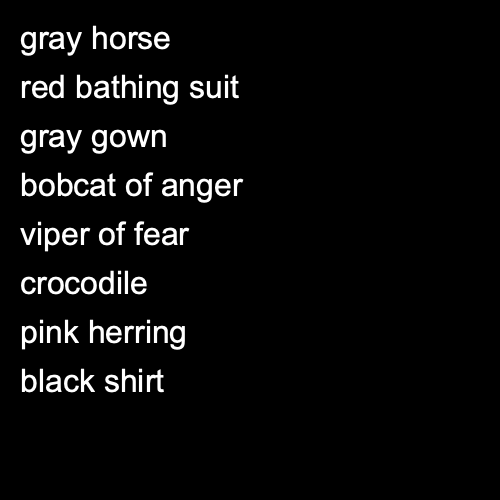 gray horse
red bathing suit
gray gown
bobcat of anger
viper of fear
crocodile
pink herring
black shirt